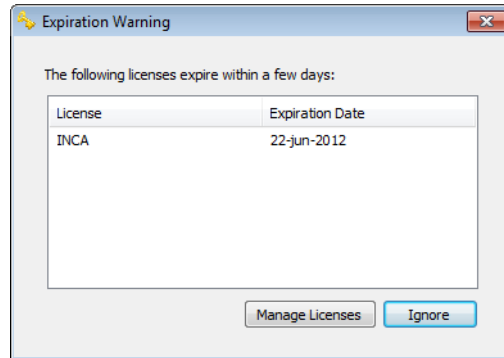 Expiration Warning
The following licenses expire within a few days:
License Expiration Date
INCA 22-jun-2012
Manage Licenses Ignore